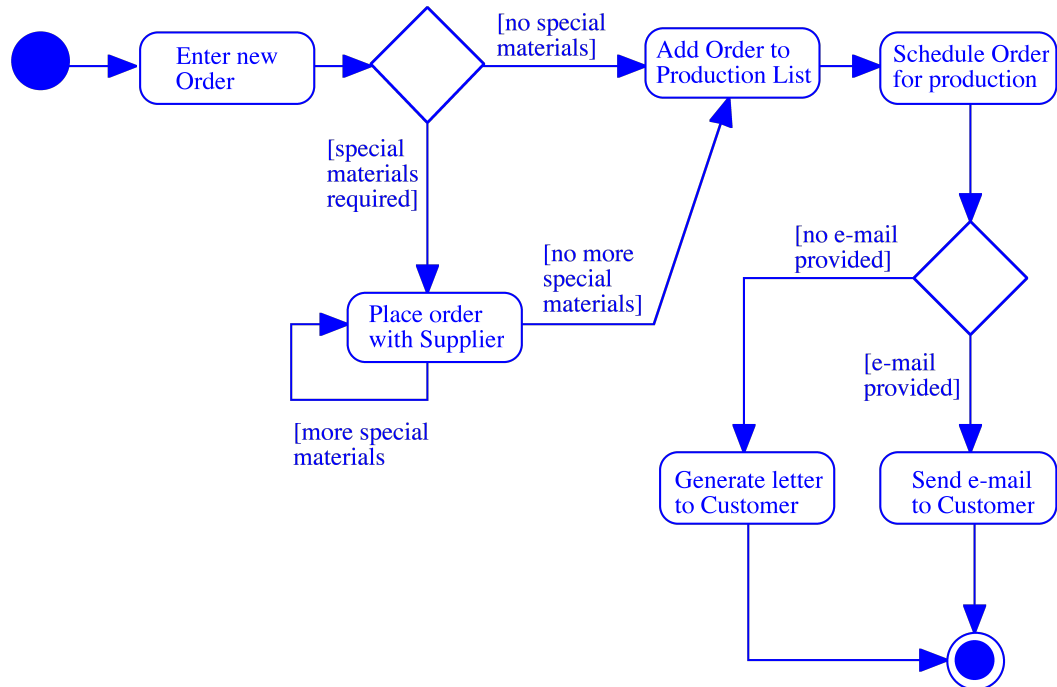 Enter new
Order
[no special
materials]
Add Order to
Production List
Schedule Order
for production
[special
materials
required]
[no more
special
materials]
[no e-mail
provided]
Place order
with Supplier
[e-mail
provided]
[more special
materials
Generate letter
to Customer
Send e-mail
to Customer